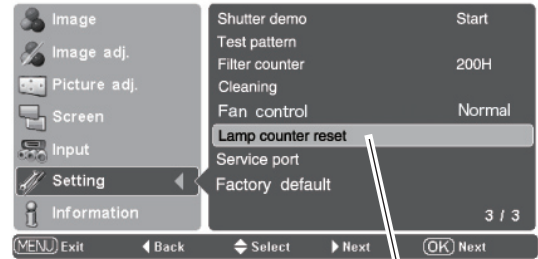 Image
Image adj.
Picture adj.
Screen
Input
Setting
Information
Shutter demo Start
Test pattern
Filter counter 200H
Cleaning
Fan control Normal
Lamp counter reset
Service port
Factory default
3 / 3
MENU Exit Back Select Next OK Next